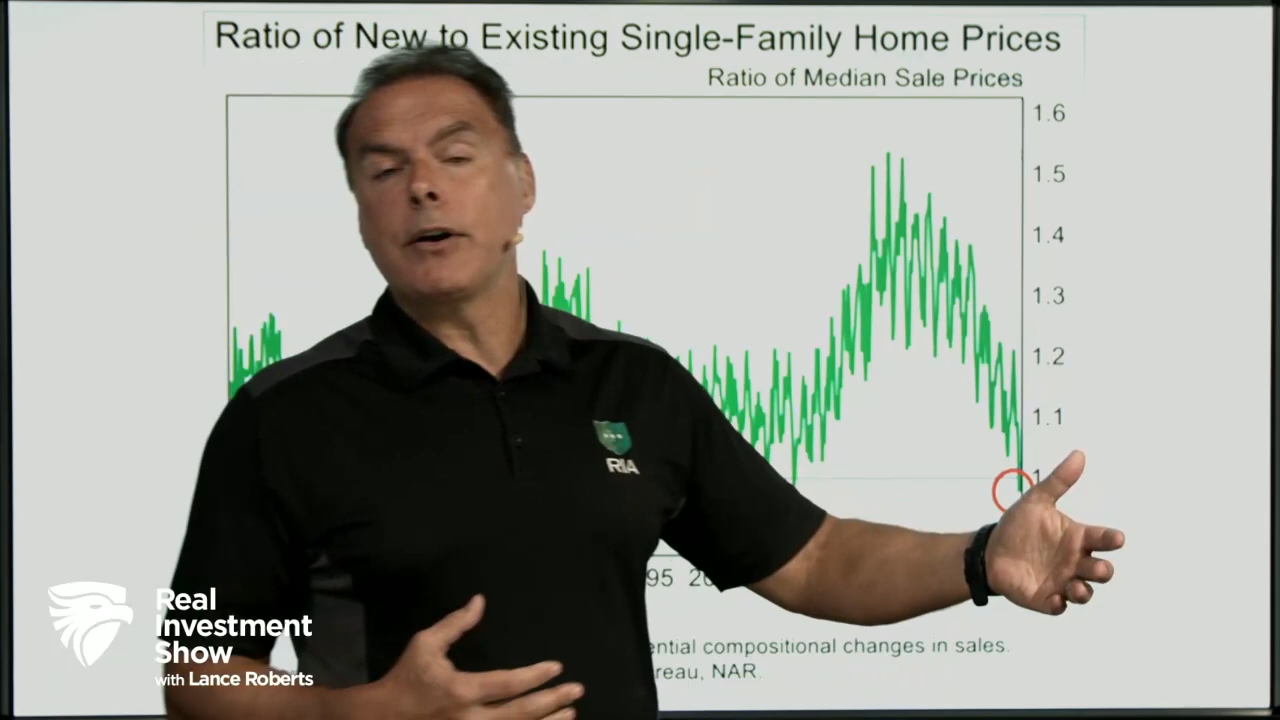 Ratio of New to Existing Single-Family Home Prices
Ratio of Median Sale Prices
1.6
1.5
1.4
1.3
1.2
1.1
RIA
95 20
ential compositional changes in sales.
reau, NAR.
Real
Investment
Show
with Lance Roberts